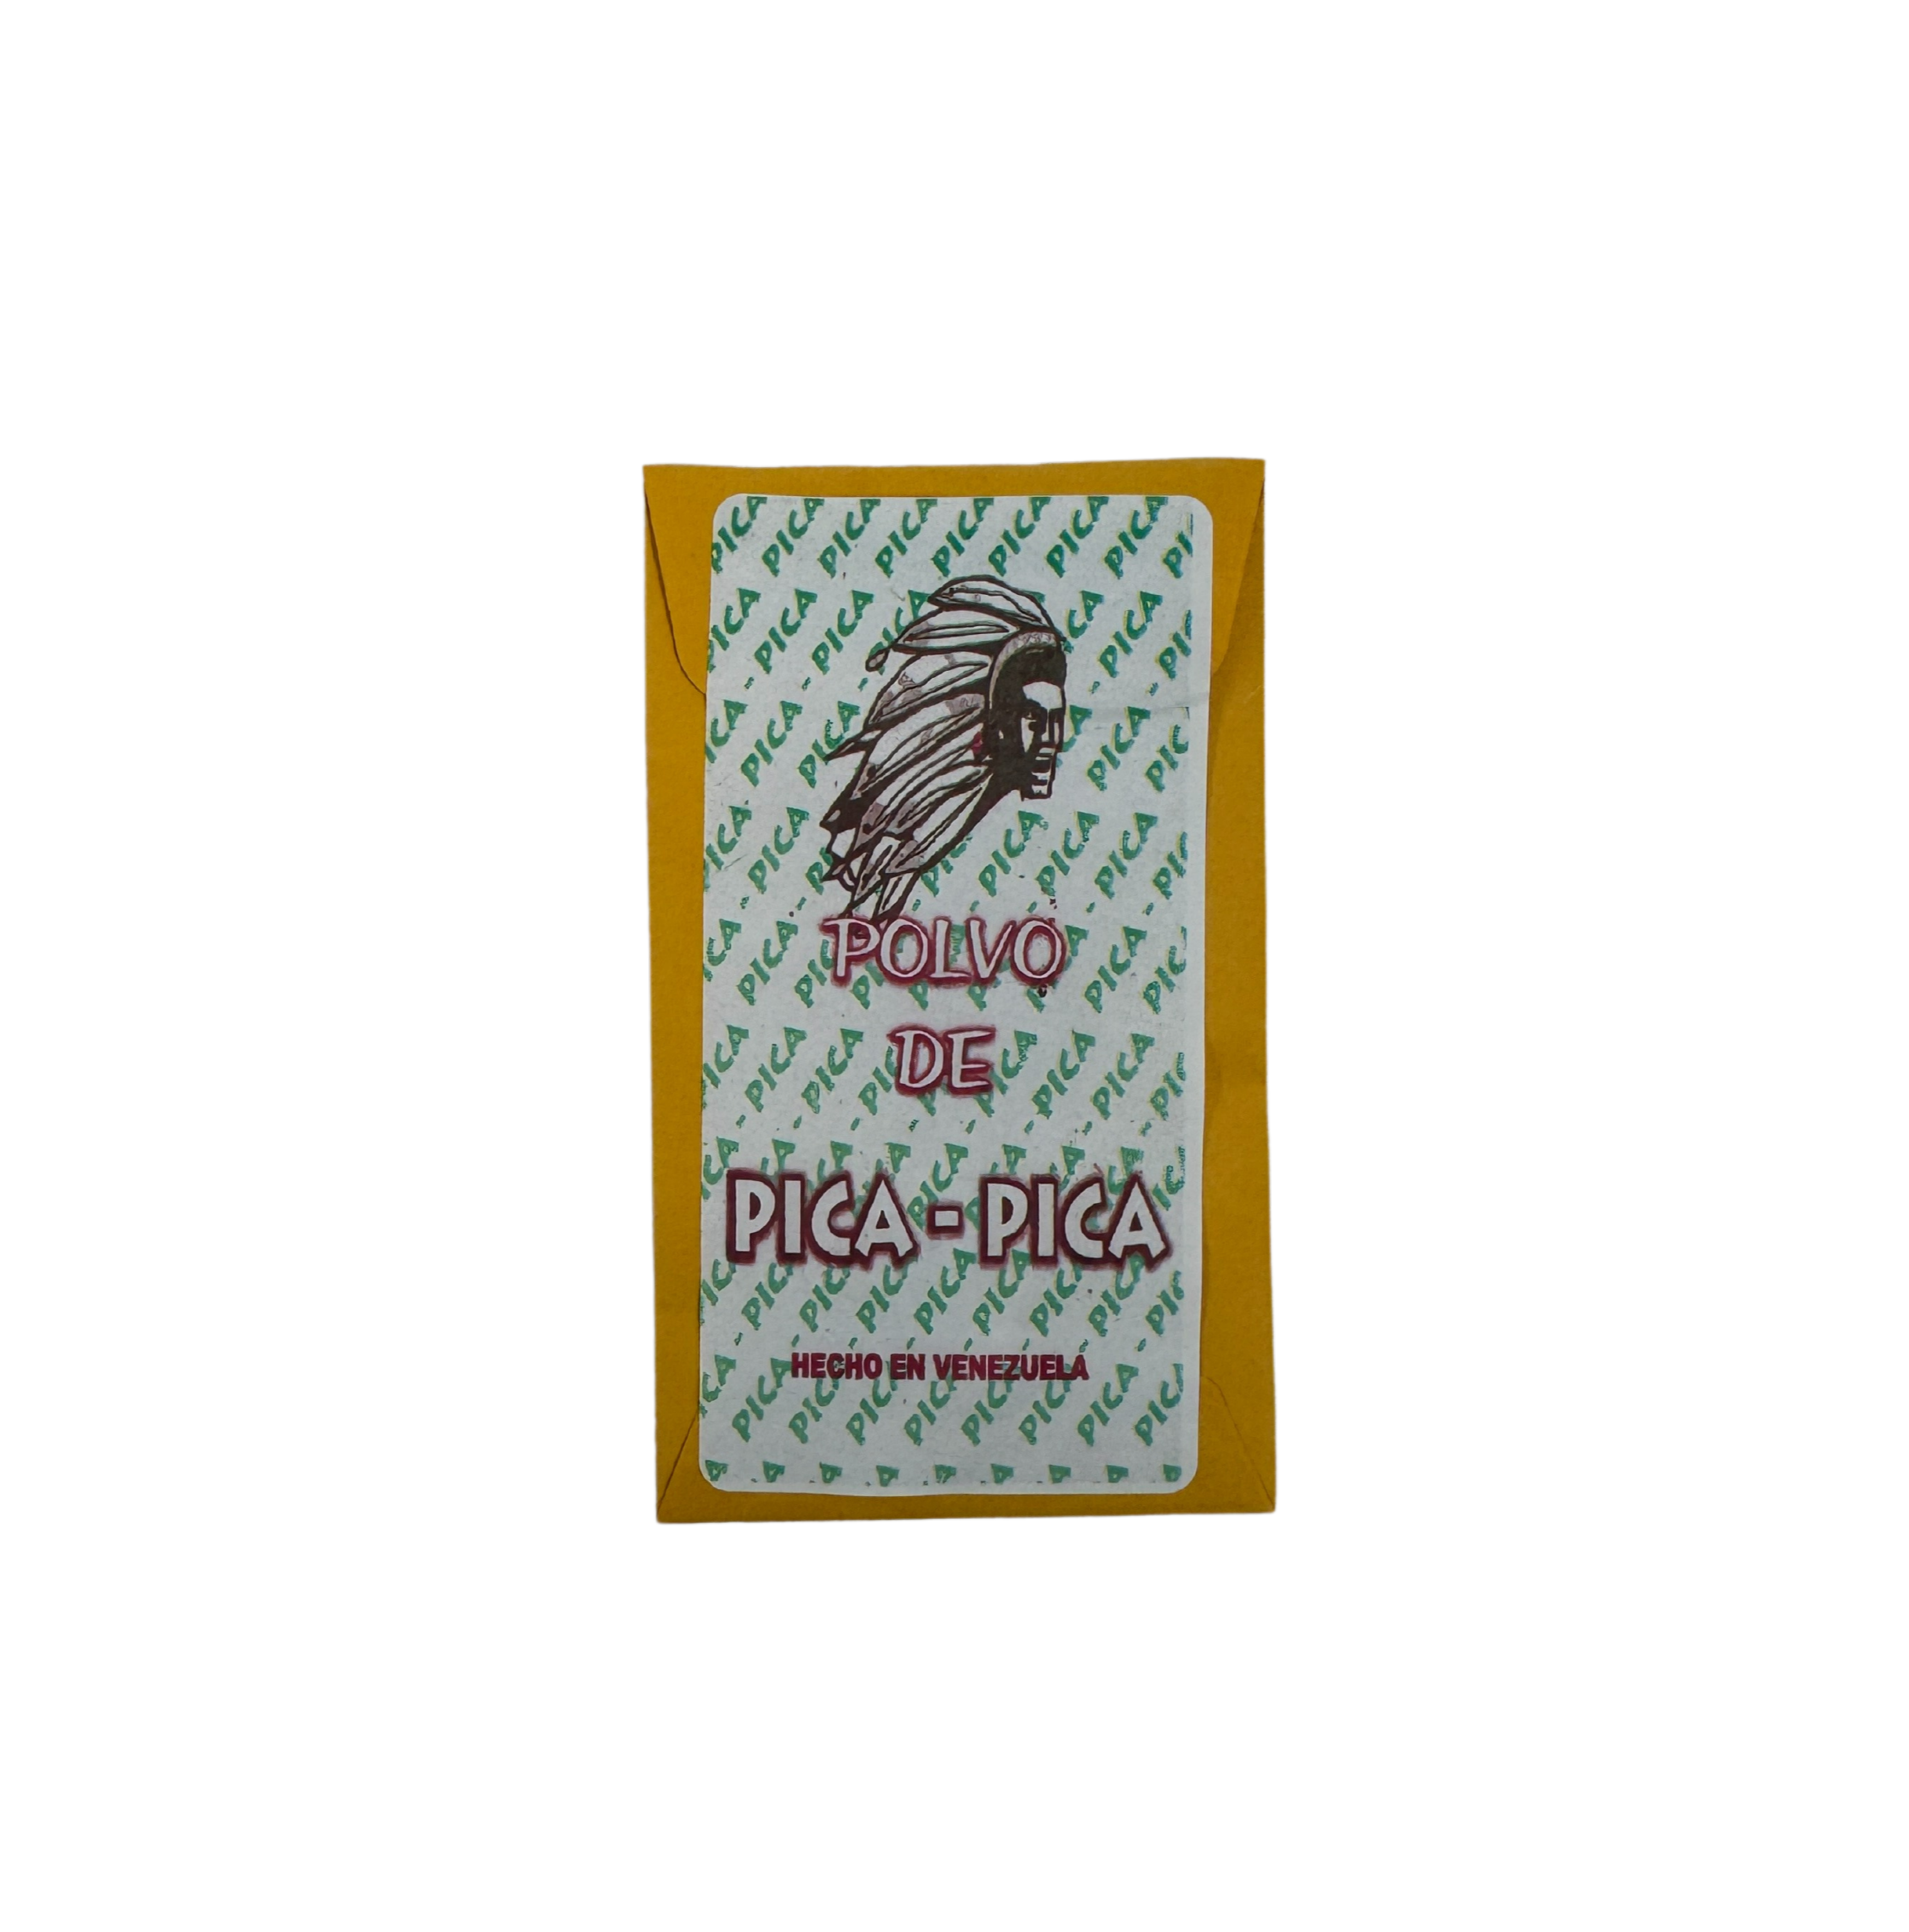 POLVO
DE
PICA - PICA
HECHO EN VENEZUELA